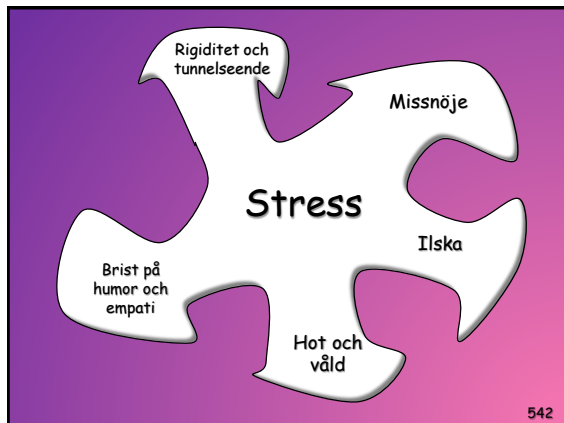 Rigiditet och
tunnelseende
Missnöje
Stress
Ilska
Brist på
humor och
empati
Hot och
våld
542